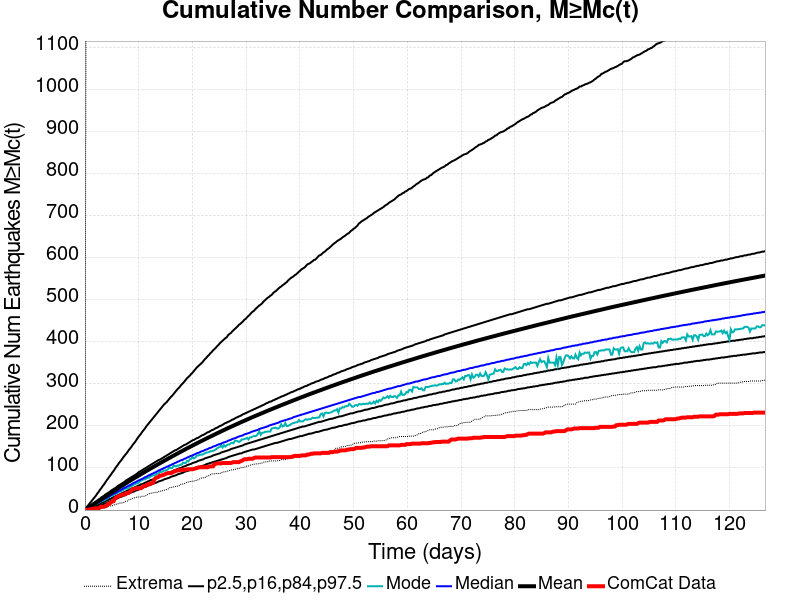 Cumulative Number Comparison, M≥Mc(t)
Cumulative Num Earthquakes M≥Mc(t)
1100
1000
900
800
700
600
500
400
300
200
100
0
0 10 20 30 40 50 60 70 80 90 100 110 120
Time (days)
Extrema p2.5,p16,p84,p97.5 Mode Median Mean ComCat Data